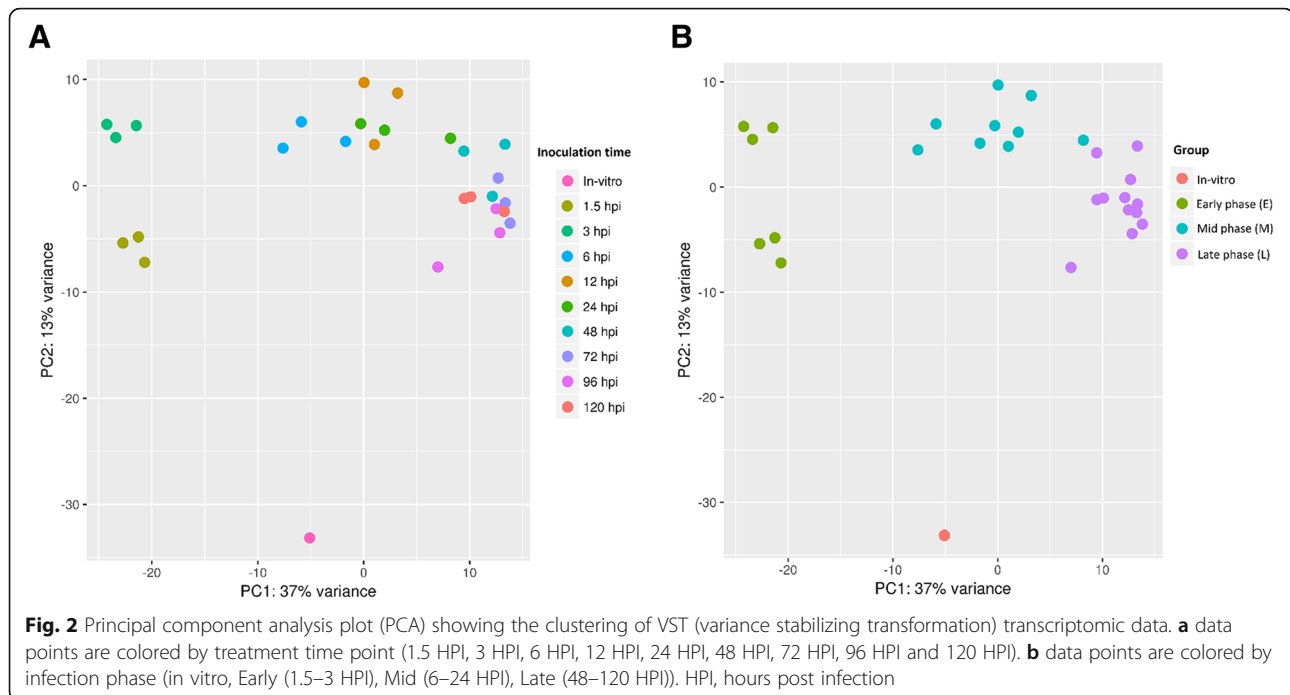 A
10
0
-10
-20
-30
-20
-10
0
10
PC2: 13% variance
PC1: 37% variance
Inoculation time
In-vitro
1.5 hpi
3 hpi
6 hpi
12 hpi
24 hpi
48 hpi
72 hpi
96 hpi
120 hpi
B
10
0
-10
-20
-30
-20
-10
0
10
PC2: 13% variance
PC1: 37% variance
Group
In-vitro
Early phase (E)
Mid phase (M)
Late phase (L)
Fig. 2 Principal component analysis plot (PCA) showing the clustering of VST (variance stabilizing transformation) transcriptomic data. a data
points are colored by treatment time point (1.5 HPI, 3 HPI, 6 HPI, 12 HPI, 24 HPI, 48 HPI, 72 HPI, 96 HPI and 120 HPI). b data points are colored by
infection phase (in vitro, Early (1.5–3 HPI), Mid (6–24 HPI), Late (48–120 HPI)). HPI, hours post infection